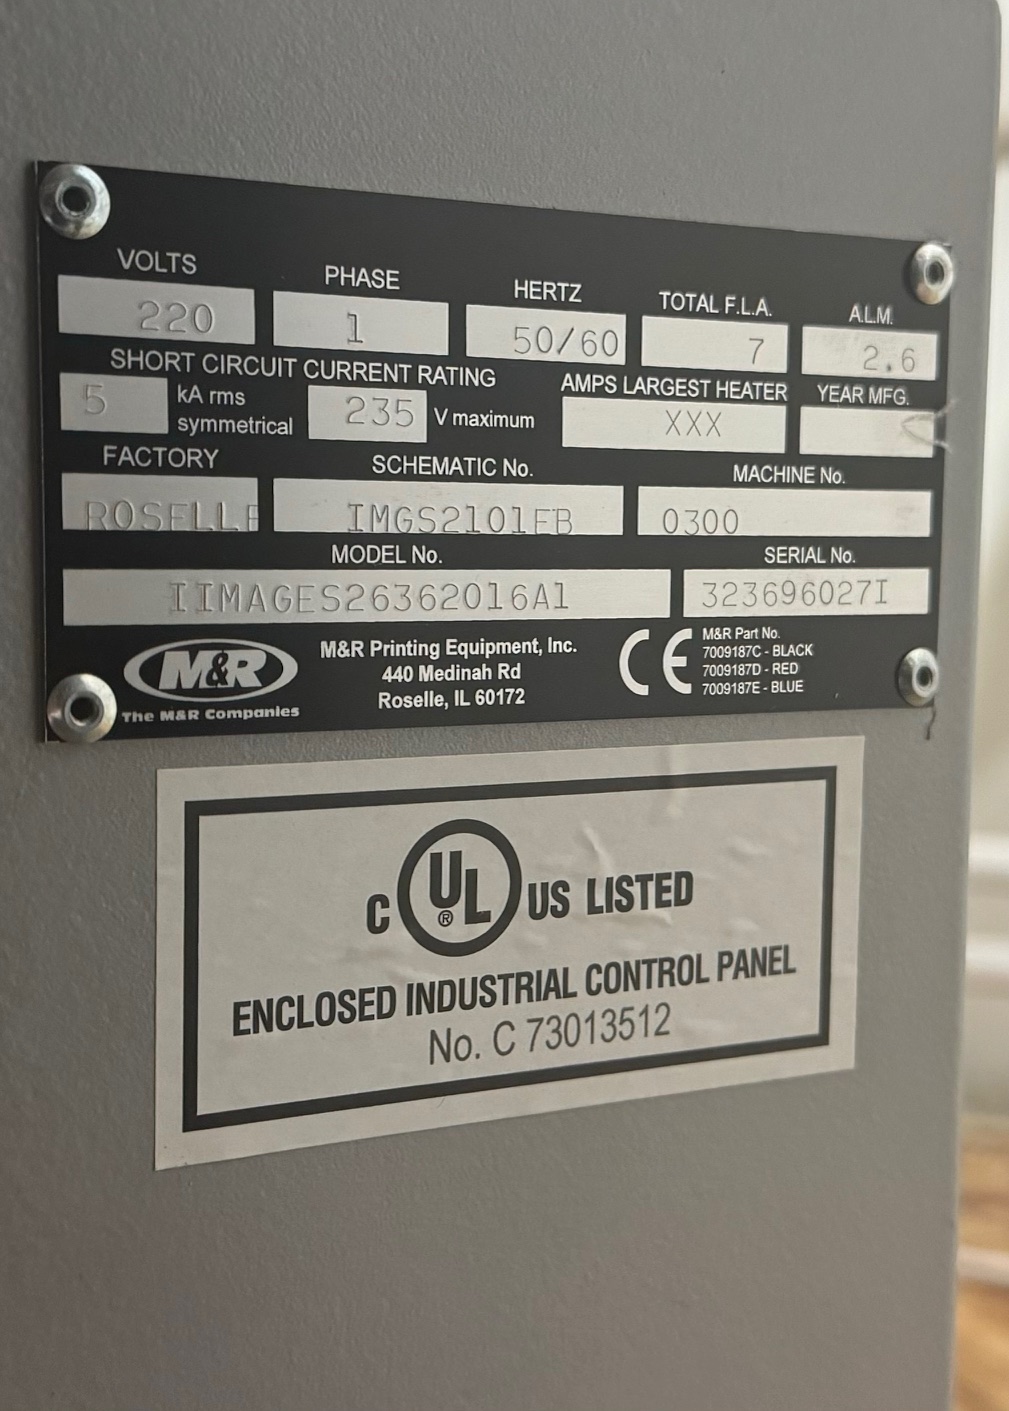 VOLTS PHASE HERTZ TOTAL F.L.A. A.L.M.
220 1 50/60 7 2.6
SHORT CIRCUIT CURRENT RATING AMPS LARGEST HEATER YEAR MFG.
5 kA rms symmetrical 235 V maximum XXX
FACTORY SCHEMATIC No. MACHINE No.
ROSELLE IMGS2101EB 0300
MODEL No. SERIAL No.
IIMAGES26362016A1 323696027I
M&R
The M&R Companies
M&R Printing Equipment, Inc.
440 Medinah Rd
Roselle, IL 60172
CE
M&R Part No.
7009187C - BLACK
7009187D - RED
7009187E - BLUE
C UL ® US LISTED
ENCLOSED INDUSTRIAL CONTROL PANEL
No. C 73013512